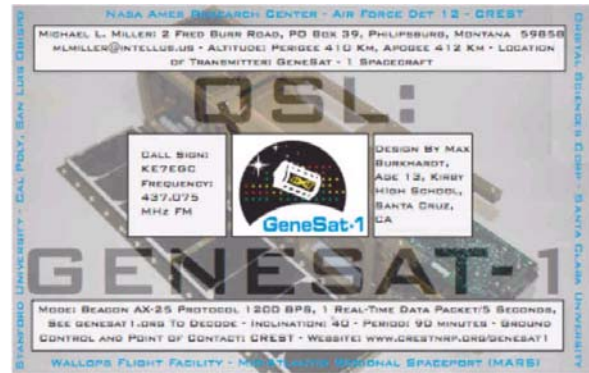 NASA AMES RESEARCH CENTER - AIR FORCE DET 12 - CREST
MICHAEL L. MILLER: 2 FRED BURR ROAD, PO BOX 39, PHILIPSBURG, MONTANA 59858
MLMILLER@INTELLUS.US - ALTITUDE: PERIGEE 410 KM, APOGEE 412 KM - LOCATION
OF TRANSMITTER: GENESAT - 1 SPACECRAFT
QSL:
CALL SIGN:
KE7EGC
FREQUENCY:
437.075
MHZ FM
GeneSat-1
DESIGN BY MAX
BURKHARDT,
AGE 13, KIRBY
HIGH SCHOOL,
SANTA CRUZ,
CA
GENESAT-1
MODE: BEACON AX-25 PROTOCOL 1200 BPS, 1 REAL-TIME DATA PACKET/5 SECONDS,
SEE GENESAT1.ORG TO DECODE - INCLINATION: 40 - PERIOD: 90 MINUTES - GROUND
CONTROL AND POINT OF CONTACT: CREST - WEBSITE: WWW.CRESTNRP.ORG/GENESAT1
WALLOPS FLIGHT FACILITY - MID-ATLANTIC REGIONAL SPACEPORT (MARS)
STANFORD UNIVERSITY - CAL POLY, SAN LUIS OBISPO
DIGITAL SCIENCES CORP - SANTA CLARA UNIVERSITY